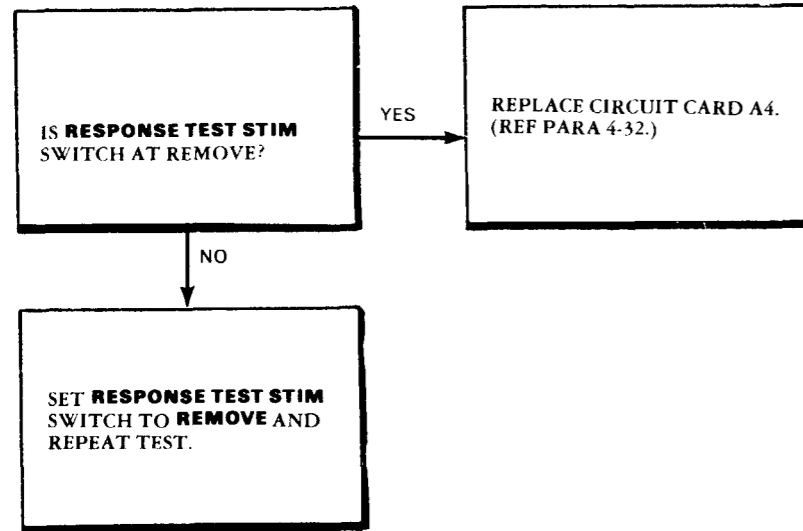 IS RESPONSE TEST STIM
SWITCH AT REMOVE?
YES
REPLACE CIRCUIT CARD A4.
(REF PARA 4-32.)
NO
SET RESPONSE TEST STIM
SWITCH TO REMOVE AND
REPEAT TEST.